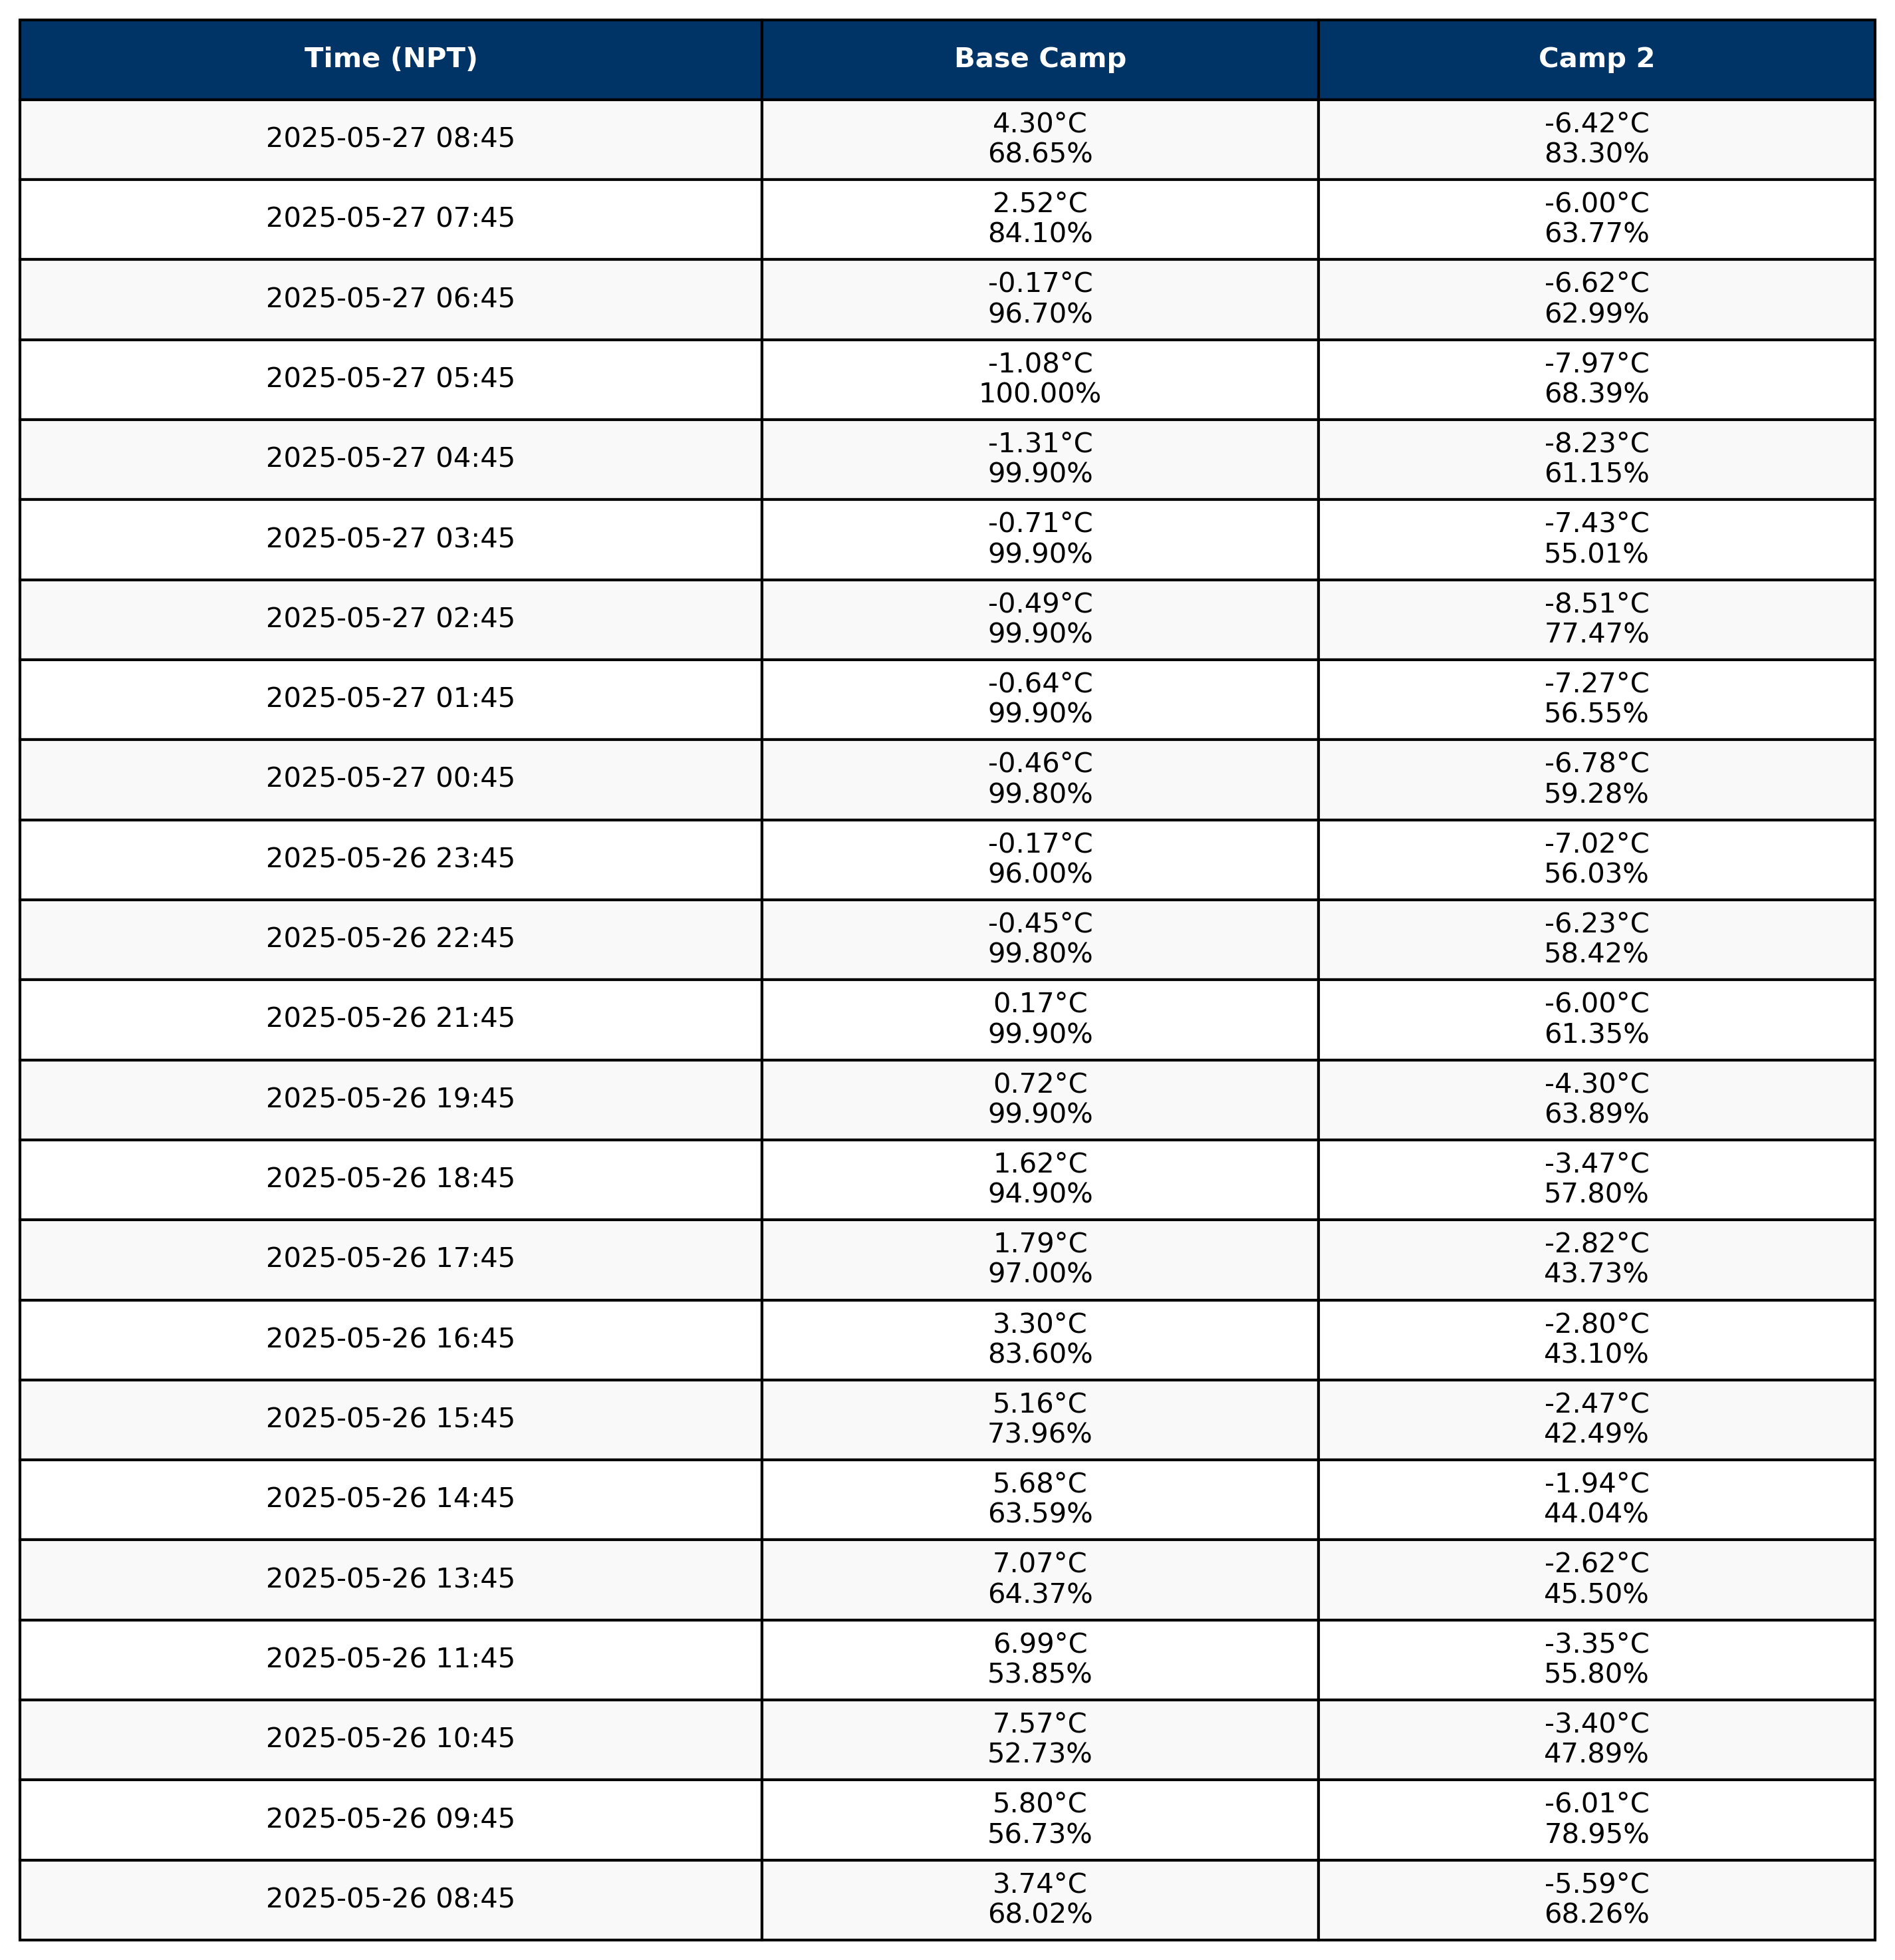 Time (NPT) Base Camp Camp 2
2025-05-27 08:45 4.30°C -6.42°C
68.65% 83.30%
2025-05-27 07:45 2.52°C -6.00°C
84.10% 63.77%
2025-05-27 06:45 -0.17°C -6.62°C
96.70% 62.99%
2025-05-27 05:45 -1.08°C -7.97°C
100.00% 68.39%
2025-05-27 04:45 -1.31°C -8.23°C
99.90% 61.15%
2025-05-27 03:45 -0.71°C -7.43°C
99.90% 55.01%
2025-05-27 02:45 -0.49°C -8.51°C
99.90% 77.47%
2025-05-27 01:45 -0.64°C -7.27°C
99.90% 56.55%
2025-05-27 00:45 -0.46°C -6.78°C
99.80% 59.28%
2025-05-26 23:45 -0.17°C -7.02°C
96.00% 56.03%
2025-05-26 22:45 -0.45°C -6.23°C
99.80% 58.42%
2025-05-26 21:45 0.17°C -6.00°C
99.90% 61.35%
2025-05-26 19:45 0.72°C -4.30°C
99.90% 63.89%
2025-05-26 18:45 1.62°C -3.47°C
94.90% 57.80%
2025-05-26 17:45 1.79°C -2.82°C
97.00% 43.73%
2025-05-26 16:45 3.30°C -2.80°C
83.60% 43.10%
2025-05-26 15:45 5.16°C -2.47°C
73.96% 42.49%
2025-05-26 14:45 5.68°C -1.94°C
63.59% 44.04%
2025-05-26 13:45 7.07°C -2.62°C
64.37% 45.50%
2025-05-26 11:45 6.99°C -3.35°C
53.85% 55.80%
2025-05-26 10:45 7.57°C -3.40°C
52.73% 47.89%
2025-05-26 09:45 5.80°C -6.01°C
56.73% 78.95%
2025-05-26 08:45 3.74°C -5.59°C
68.02% 68.26%